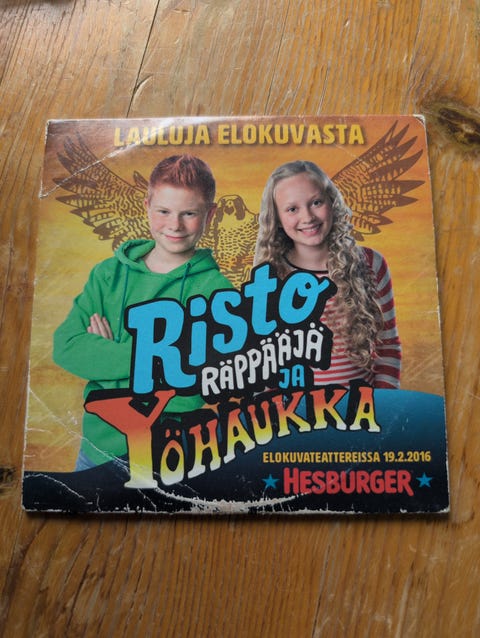 LAULUJA ELOKUVASTA
Risto
RÄPPÄÄJÄ
JA
YÖHAUKKA
ELOKUVATEATTEREISSA 19.2.2016
HESBURGER